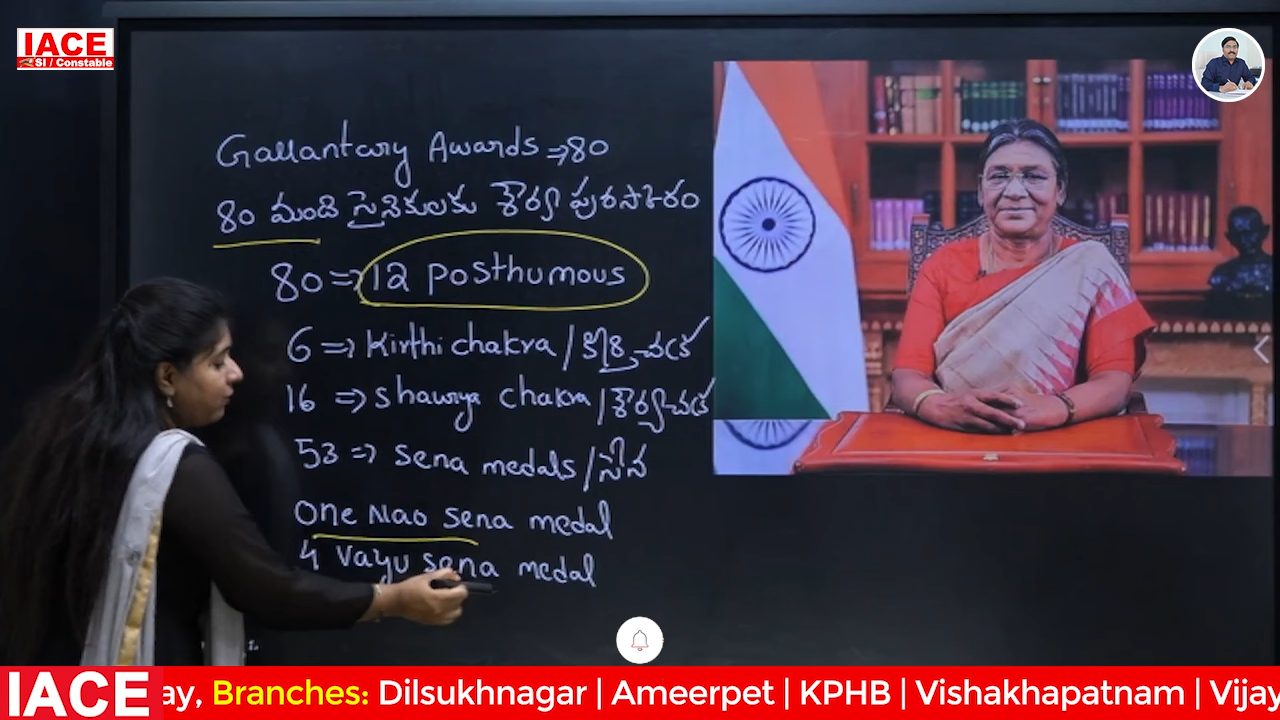 IACE
SI / Constable
Gallantary Awards ⇒ 80
80 మంది సైనికులకు శౌర్య పురస్కారం
80 ⇒ 12 Posthumous
6 ⇒ Kirthi chakra / కీర్తి చక్ర
16 ⇒ Shaurya chakra / శౌర్యచక్ర
53 ⇒ Sena medals / సేన
One Nao Sena medal
4 Vayu Sena medal
IACE ay, Branches: Dilsukhnagar | Ameerpet | KPHB | Vishakhapatnam | Vijay